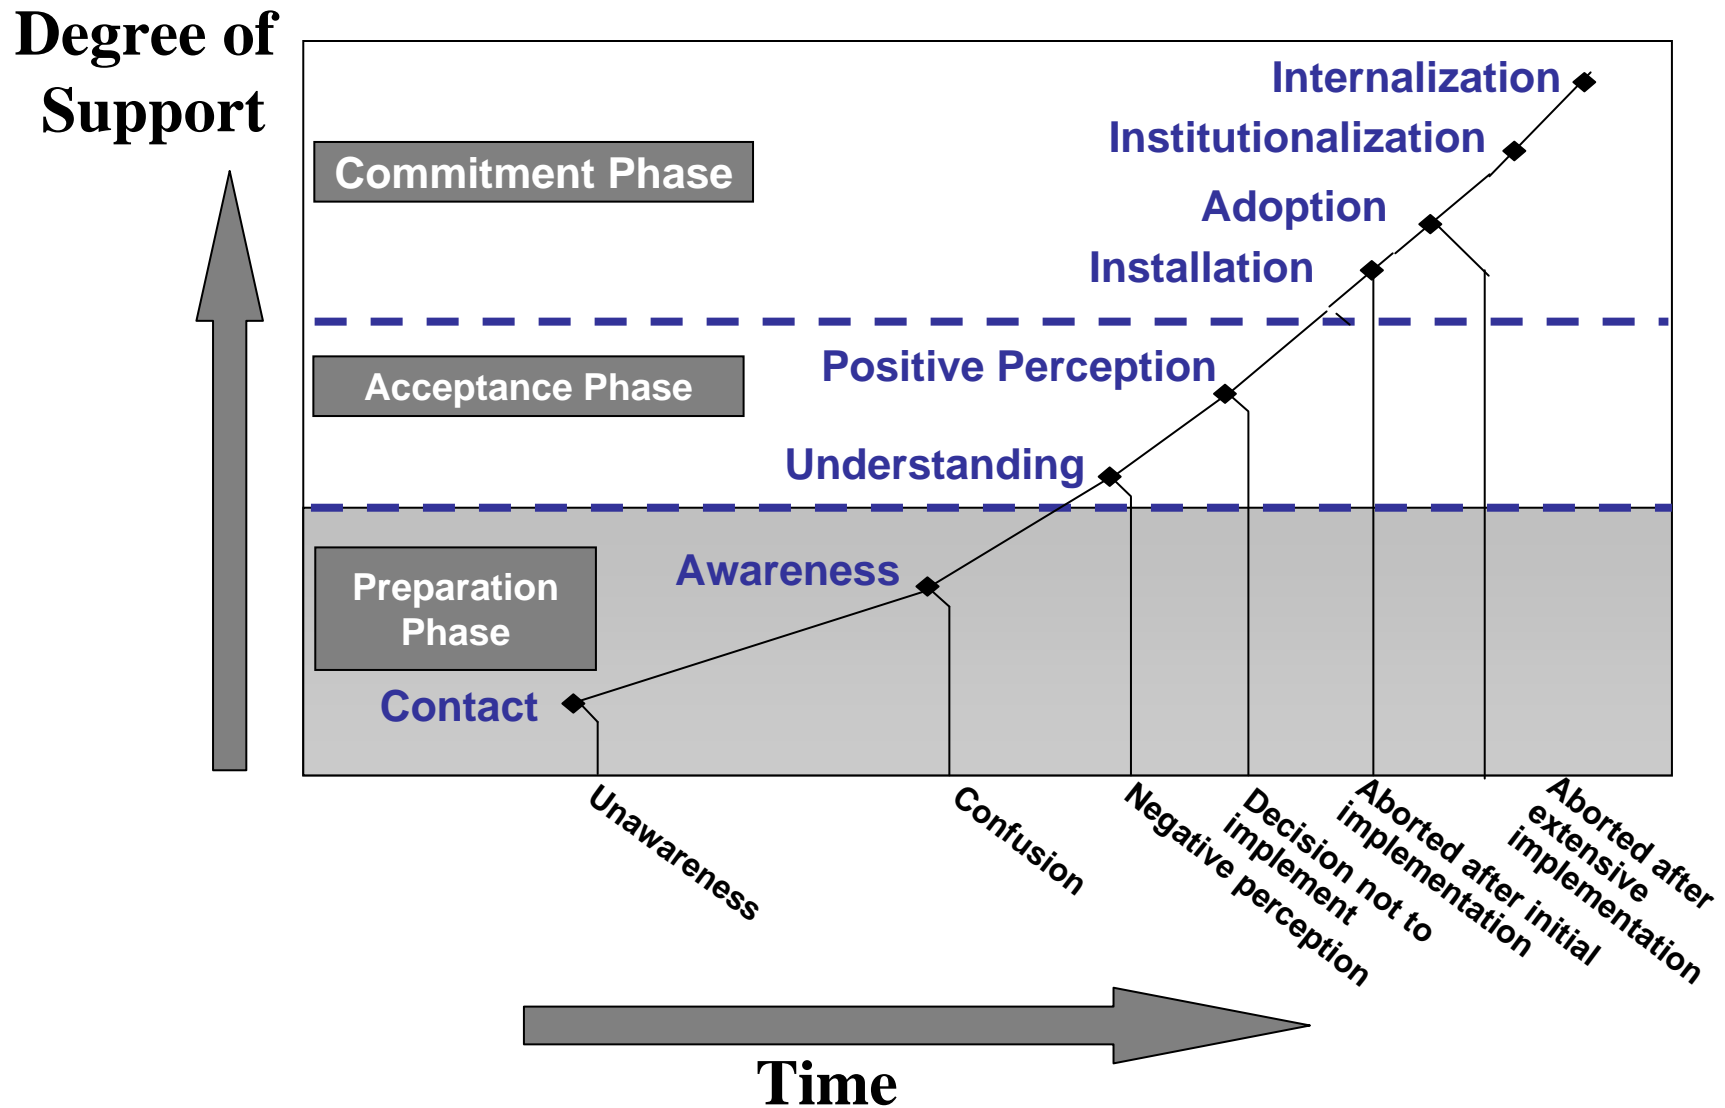 Degree of
Support
Internalization
Institutionalization
Commitment Phase
Adoption
Installation
Positive Perception
Acceptance Phase
Understanding
Awareness
Preparation
Phase
Contact
Unawareness
Confusion
Negative perception
Decision not to
implement
Aborted after initial
implementation
Aborted after
extensive
implementation
Time